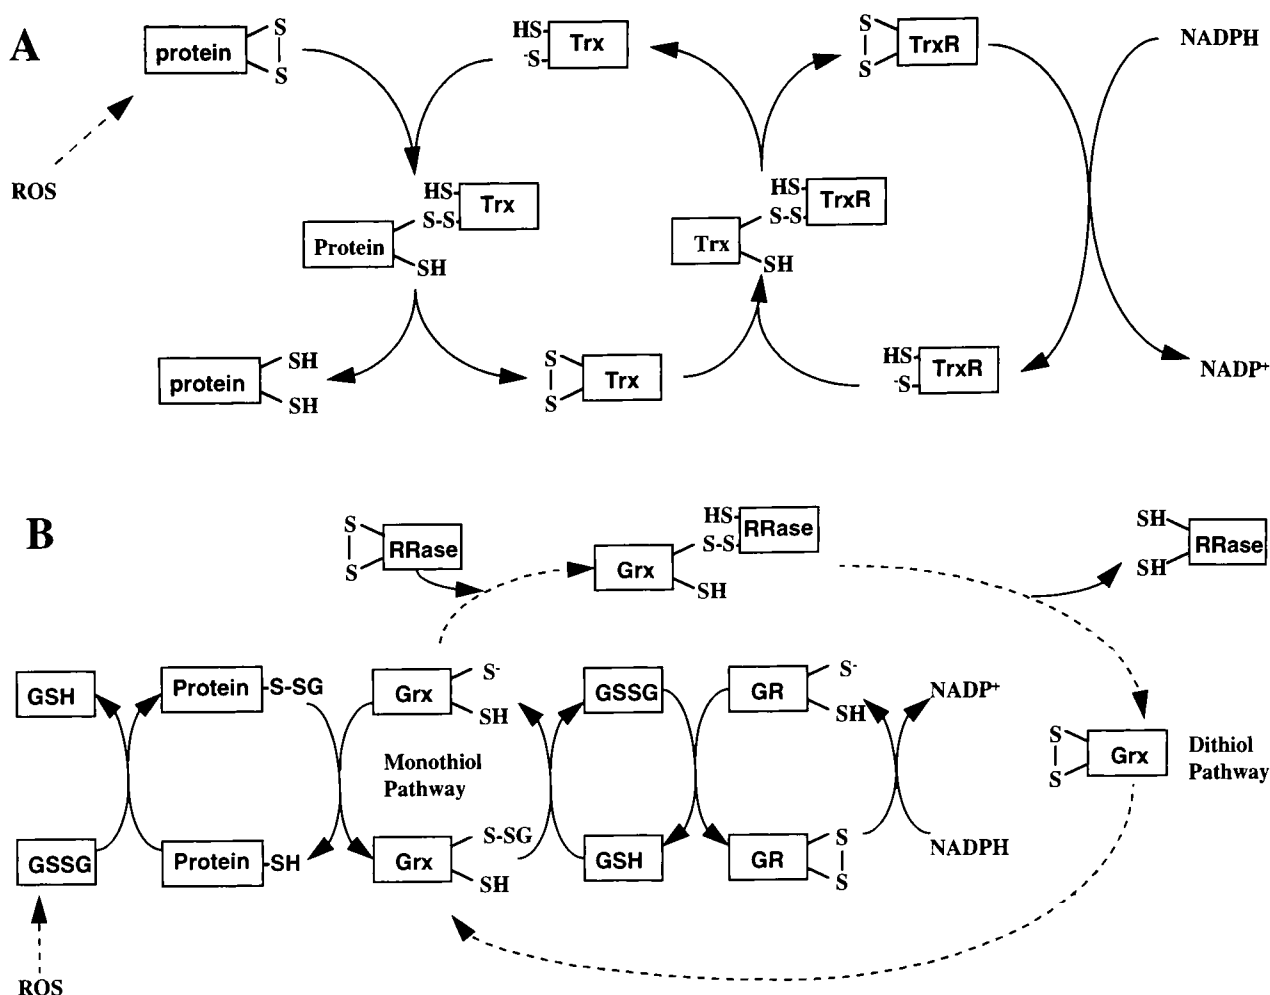 A
protein
S
S
ROS
HS
-S
Trx
S
S
TrxR
NADPH
HS
S-S
Trx
Protein
SH
HS
S-S
TrxR
Trx
SH
protein
SH
SH
S
S
Trx
HS
-S
TrxR
NADP+
B
S
S
RRase
HS
S-S
RRase
Grx
SH
SH
SH
RRase
GSH
Protein
S-SG
Grx
S-
SH
GSSG
GR
S-
SH
NADP+
Monothiol
Pathway
S
S
Grx
Dithiol
Pathway
GSSG
Protein
-SH
Grx
S-SG
SH
GSH
GR
S
S
NADPH
ROS